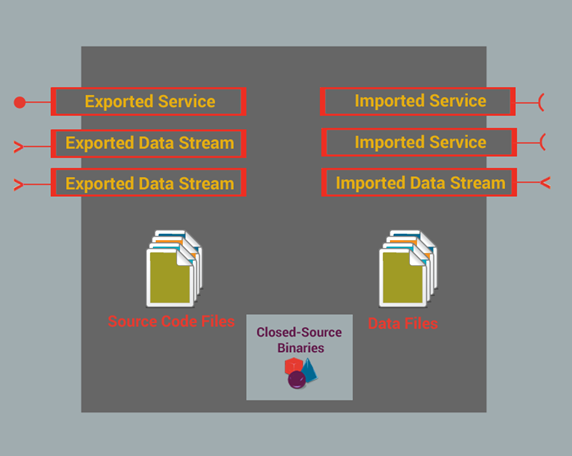 Exported Service
Imported Service
Exported Data Stream
Imported Service
Exported Data Stream
Imported Data Stream
Source Code Files
Data Files
Closed-Source
Binaries